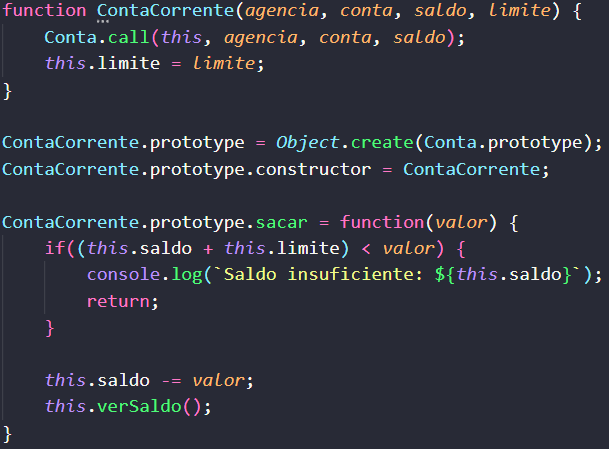 function ContaCorrente(agencia, conta, saldo, limite) {
    Conta.call(this, agencia, conta, saldo);
    this.limite = limite;
}

ContaCorrente.prototype = Object.create(Conta.prototype);
ContaCorrente.prototype.constructor = ContaCorrente;

ContaCorrente.prototype.sacar = function(valor) {
    if((this.saldo + this.limite) < valor) {
        console.log(`Saldo insuficiente: ${this.saldo}`);
        return;
    }

    this.saldo -= valor;
    this.verSaldo();
}